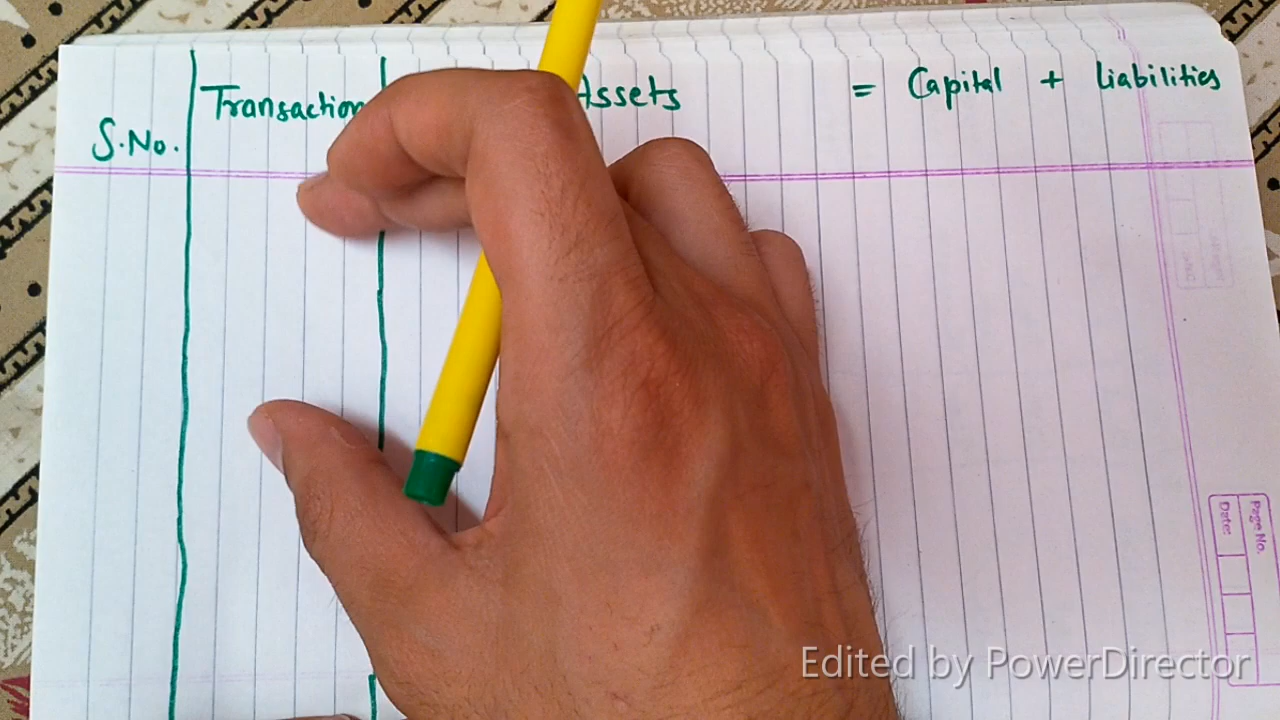 Transaction Assets = Capital + Liabilities
S.No.
Page No.
Date:
Edited by PowerDirector